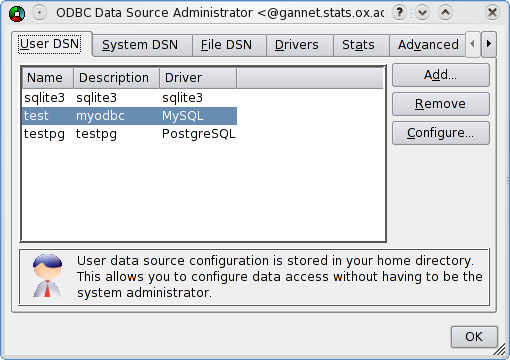 ODBC Data Source Administrator <@gannet.stats.ox.ac
User DSN System DSN File DSN Drivers Stats Advanced
Name Description Driver
sqlite3 sqlite3 sqlite3
test myodbc MySQL
testpg testpg PostgreSQL
Add...
Remove
Configure...
User data source configuration is stored in your home directory.
This allows you to configure data access without having to be the
system administrator.
OK